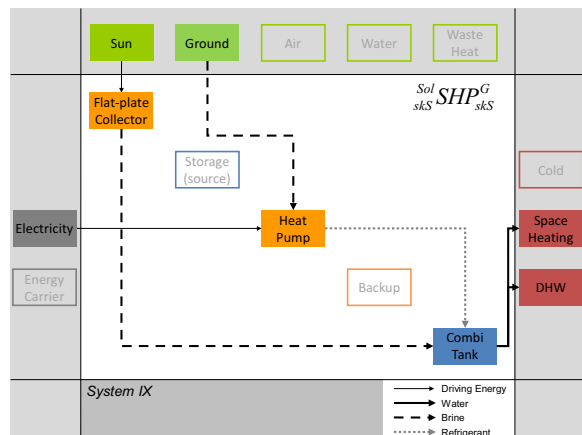 Sun
Ground
Air
Water
Waste
Heat
Sol
skS SHP G
skS
Flat-plate
Collector
Storage
(source)
Cold
Electricity
Heat
Pump
Space
Heating
Energy
Carrier
Backup
DHW
Combi
Tank
System IX
Driving Energy
Water
Brine
Refrigerant